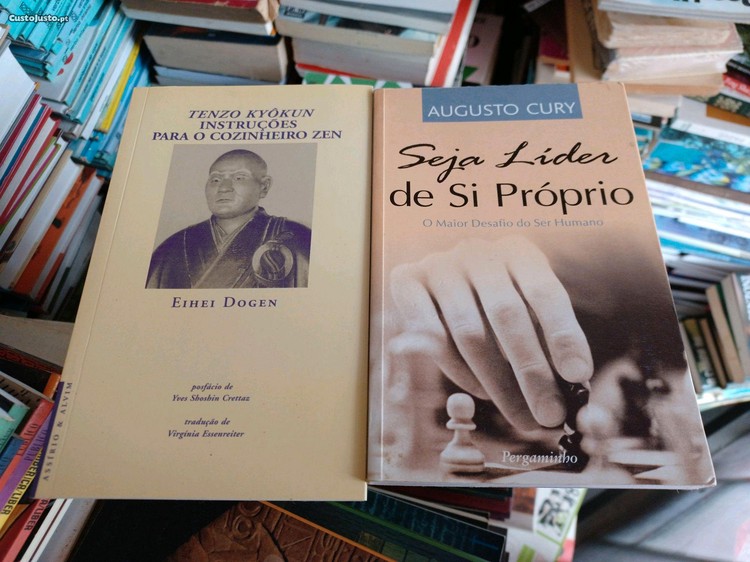 CustoJusto.pt
TENZO KYÔKUN
INSTRUÇÕES
PARA O COZINHEIRO ZEN
EIHEI DOGEN
posfácio de
Yves Shoshin Crettaz
tradução de
Virgínia Essenreiter
ASSÍRIO & ALVIM
AUGUSTO CURY
Seja Líder
de Si Próprio
O Maior Desafio do Ser Humano
Pergaminho